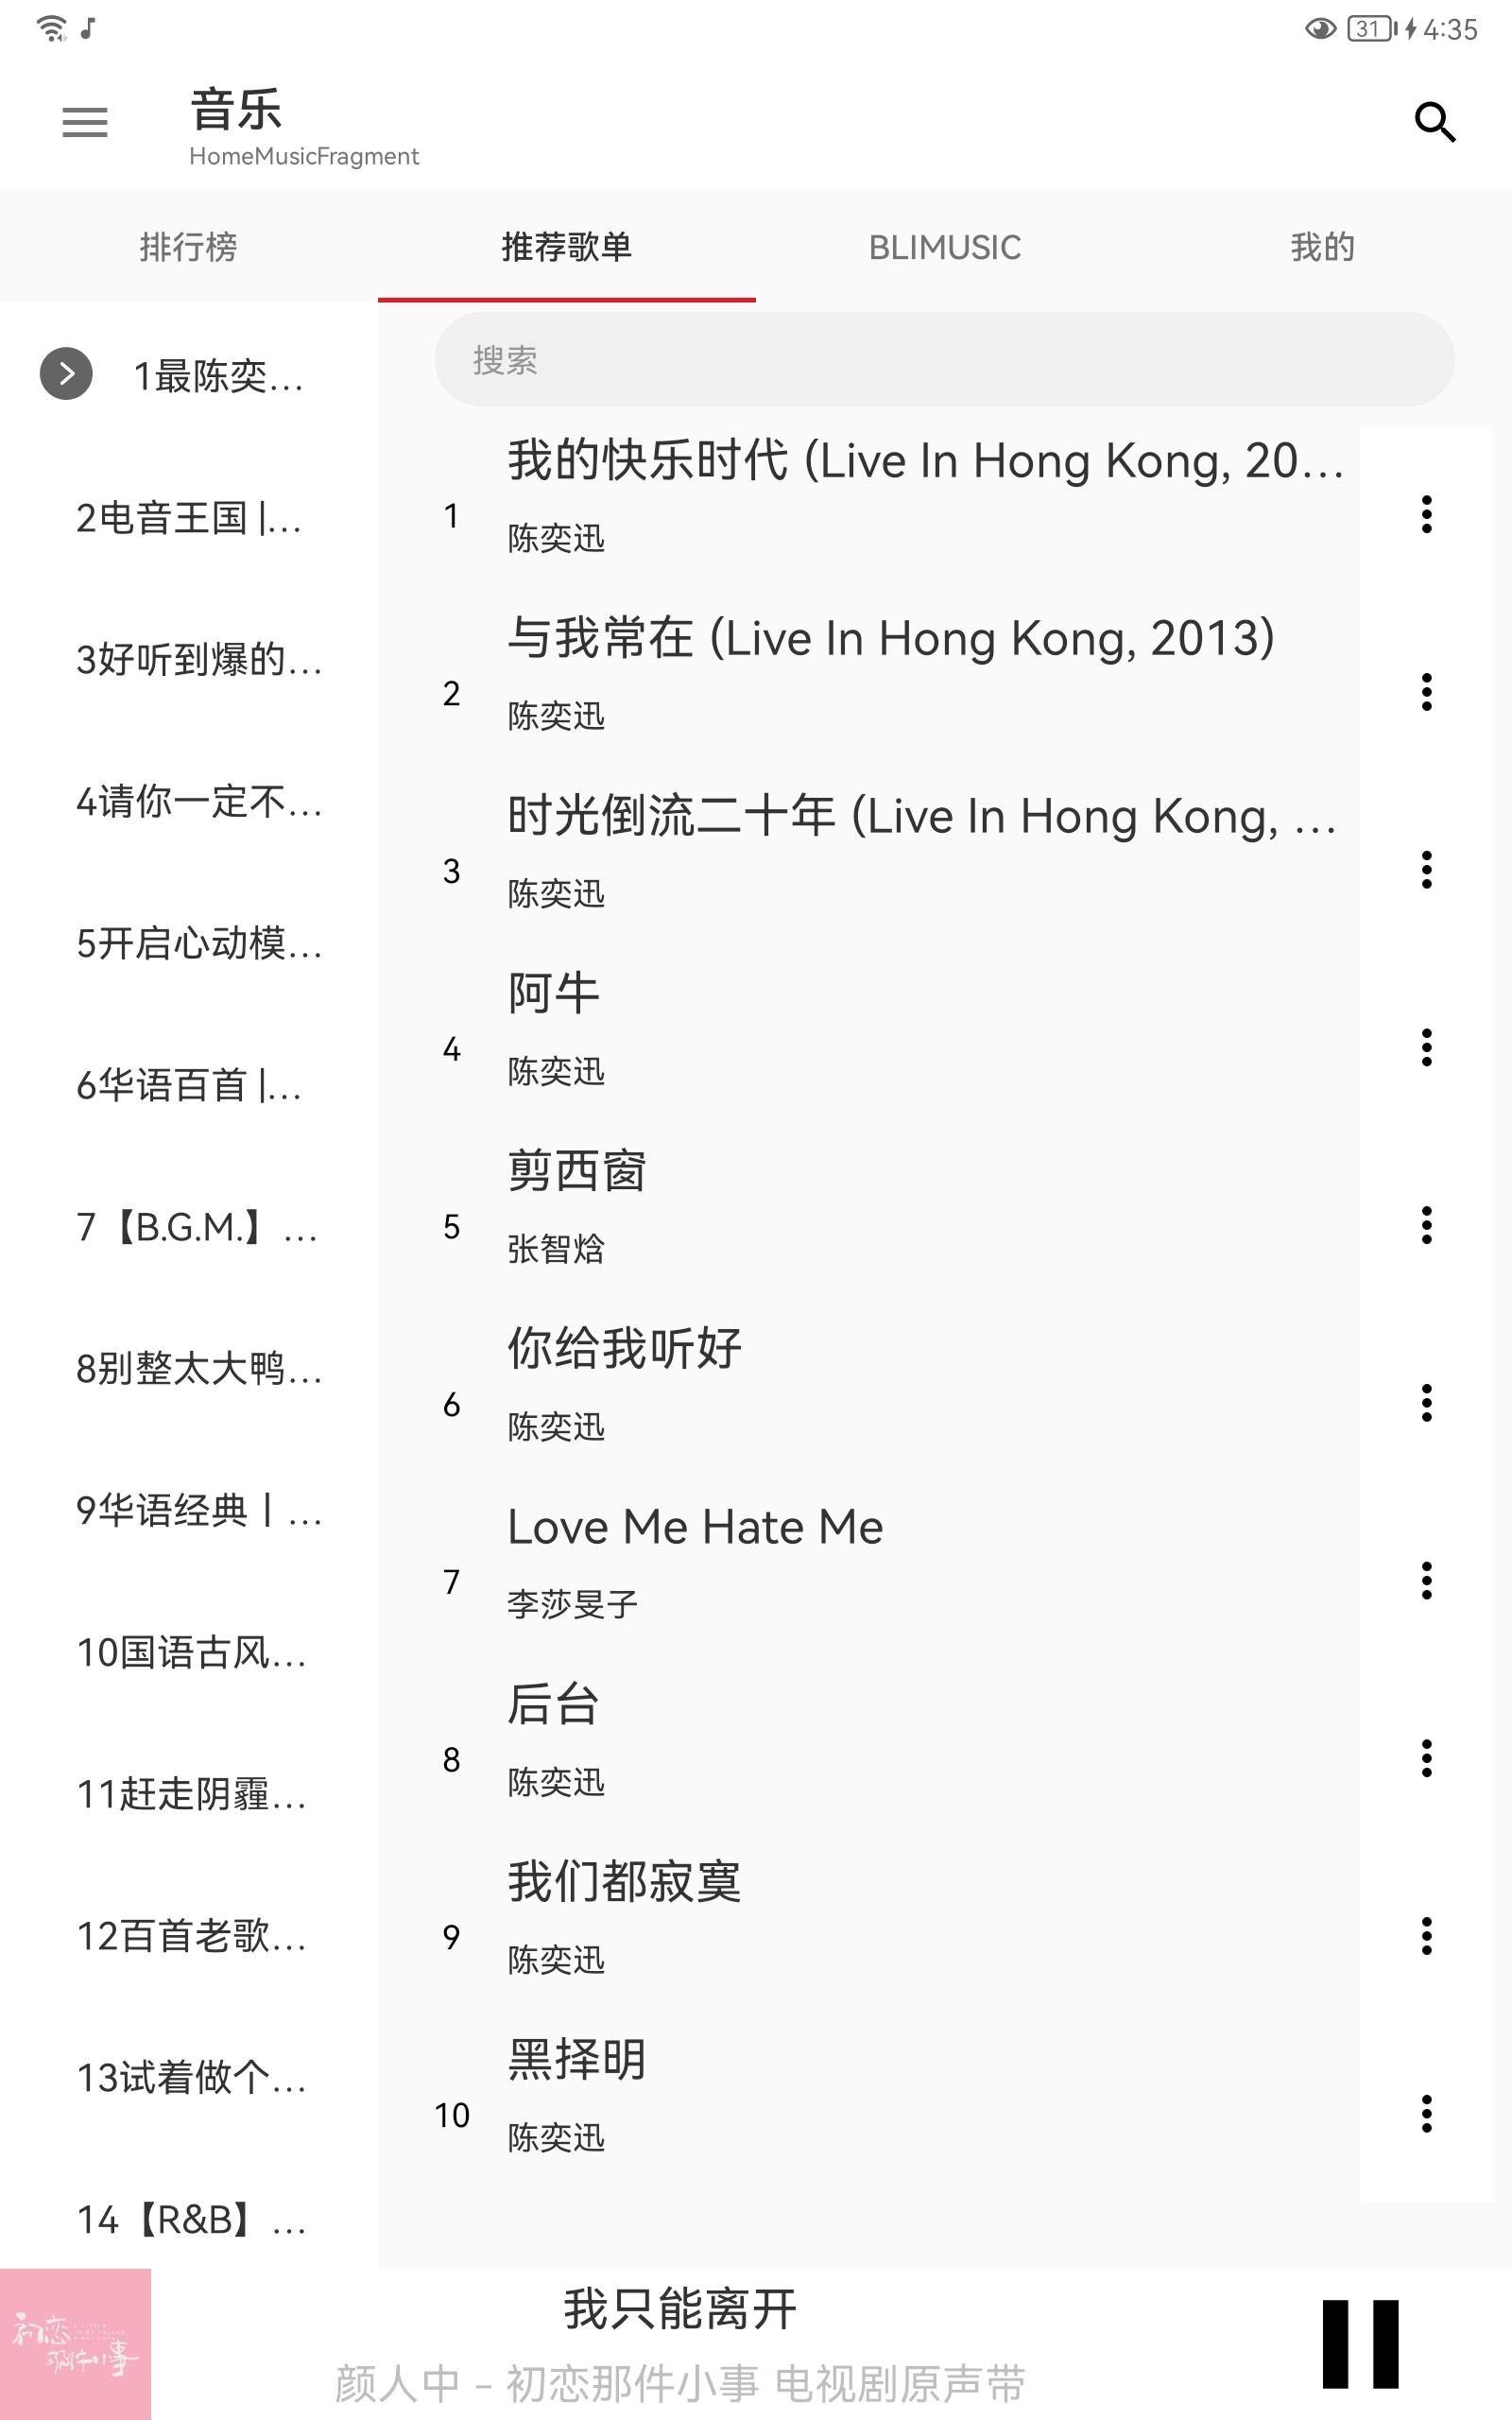 31 4:35
音乐
HomeMusicFragment
排行榜 推荐歌单 BLIMUSIC 我的
1最陈奕…
2电音王国 |…
3好听到爆的…
4请你一定不…
5开启心动模…
6华语百首 |…
7【B.G.M.】…
8别整太大鸭…
9华语经典丨…
10国语古风…
11赶走阴霾…
12百首老歌…
13试着做个…
14【R&B】…
搜索
我的快乐时代 (Live In Hong Kong, 20…
1
陈奕迅
与我常在 (Live In Hong Kong, 2013)
2
陈奕迅
时光倒流二十年 (Live In Hong Kong, …
3
陈奕迅
阿牛
4
陈奕迅
剪西窗
5
张智焓
你给我听好
6
陈奕迅
Love Me Hate Me
7
李莎旻子
后台
8
陈奕迅
我们都寂寞
9
陈奕迅
黑择明
10
陈奕迅
初恋
那件小事
我只能离开
颜人中 - 初恋那件小事 电视剧原声带